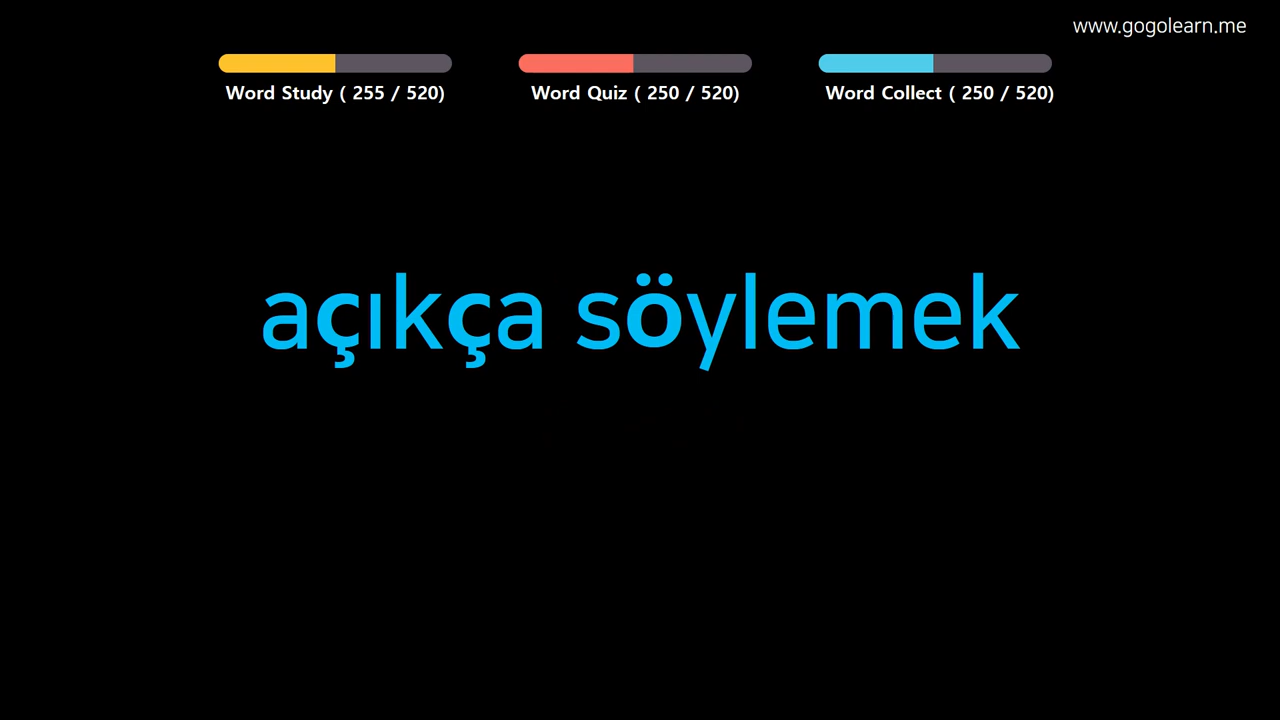 www.gogolearn.me
Word Study ( 255 / 520)
Word Quiz ( 250 / 520)
Word Collect ( 250 / 520)
açıkça söylemek